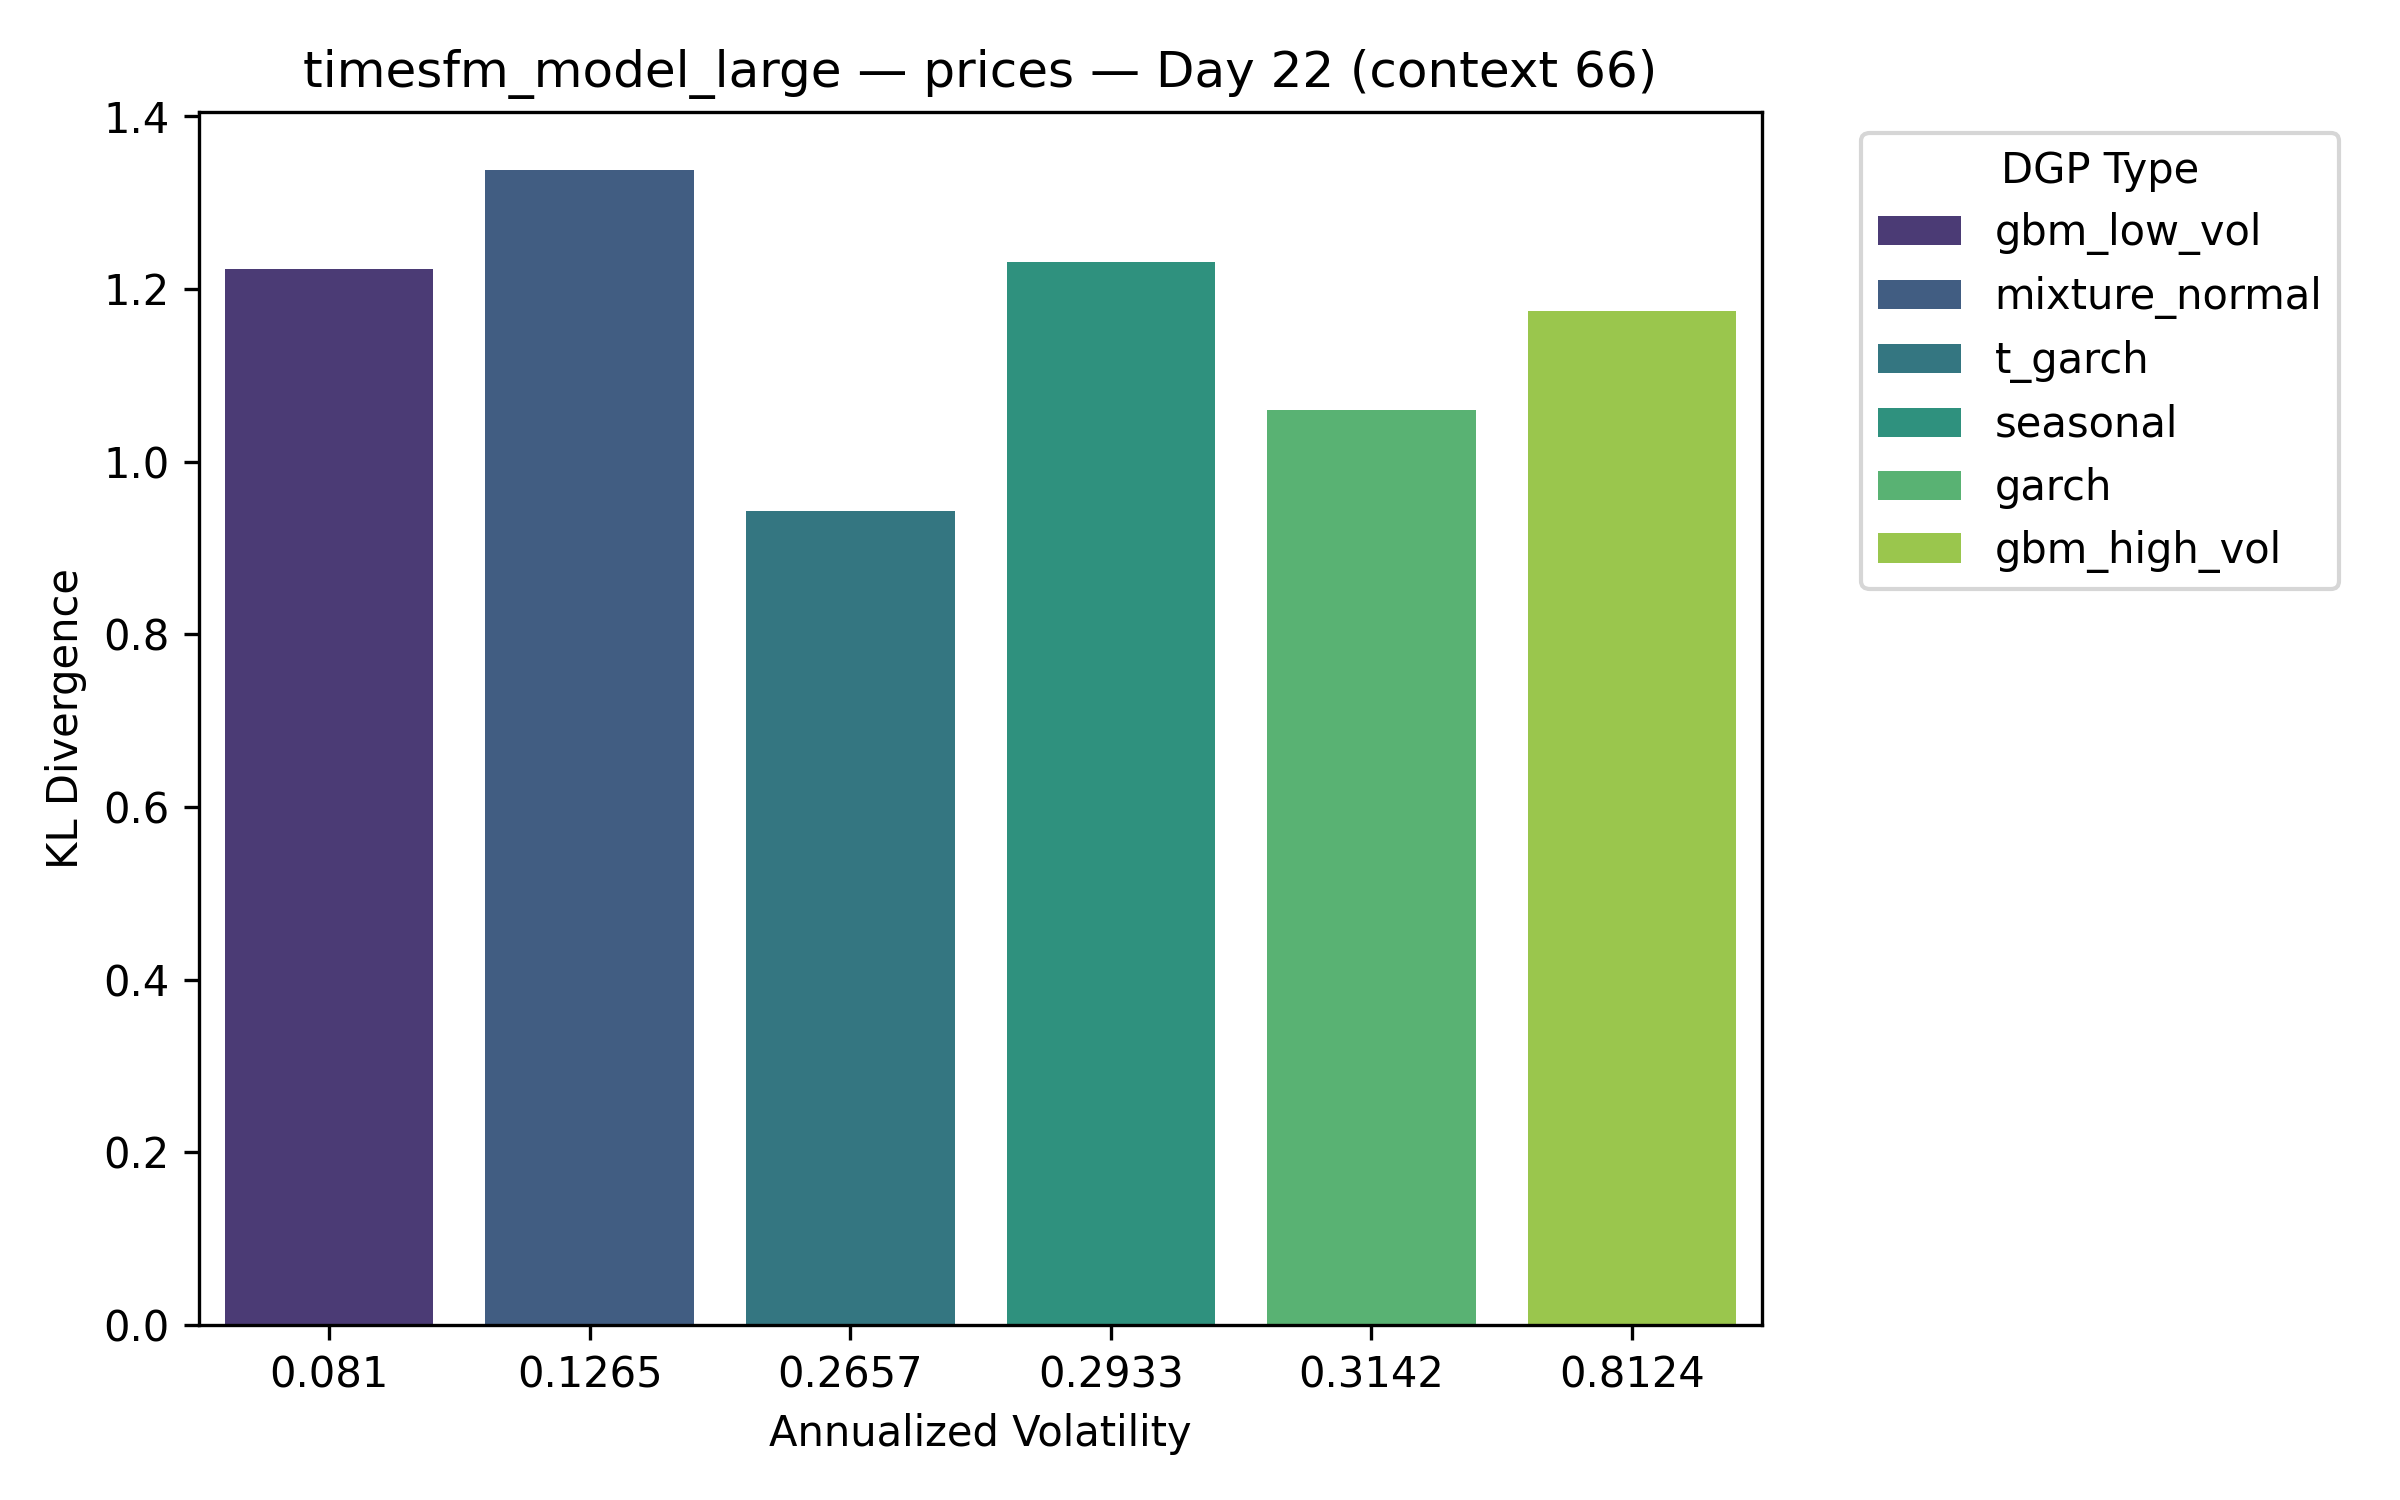 timesfm_model_large — prices — Day 22 (context 66)
KL Divergence
1.4
1.2
1.0
0.8
0.6
0.4
0.2
0.0
0.081 0.1265 0.2657 0.2933 0.3142 0.8124
Annualized Volatility
DGP Type
gbm_low_vol
mixture_normal
t_garch
seasonal
garch
gbm_high_vol